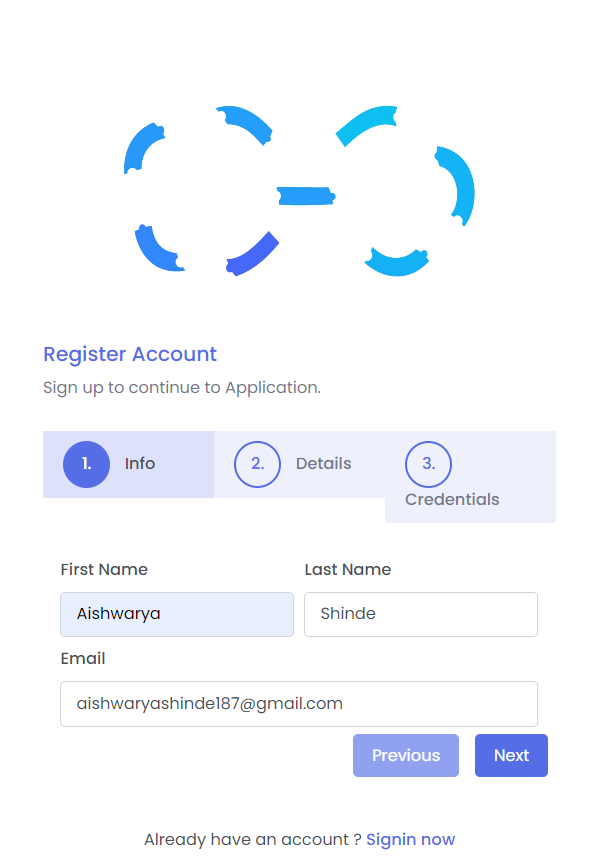 Register Account
Sign up to continue to Application.
1. Info 2. Details 3.
Credentials
First Name Last Name
Aishwarya Shinde
Email
aishwaryashinde187@gmail.com
Previous Next
Already have an account ? Signin now